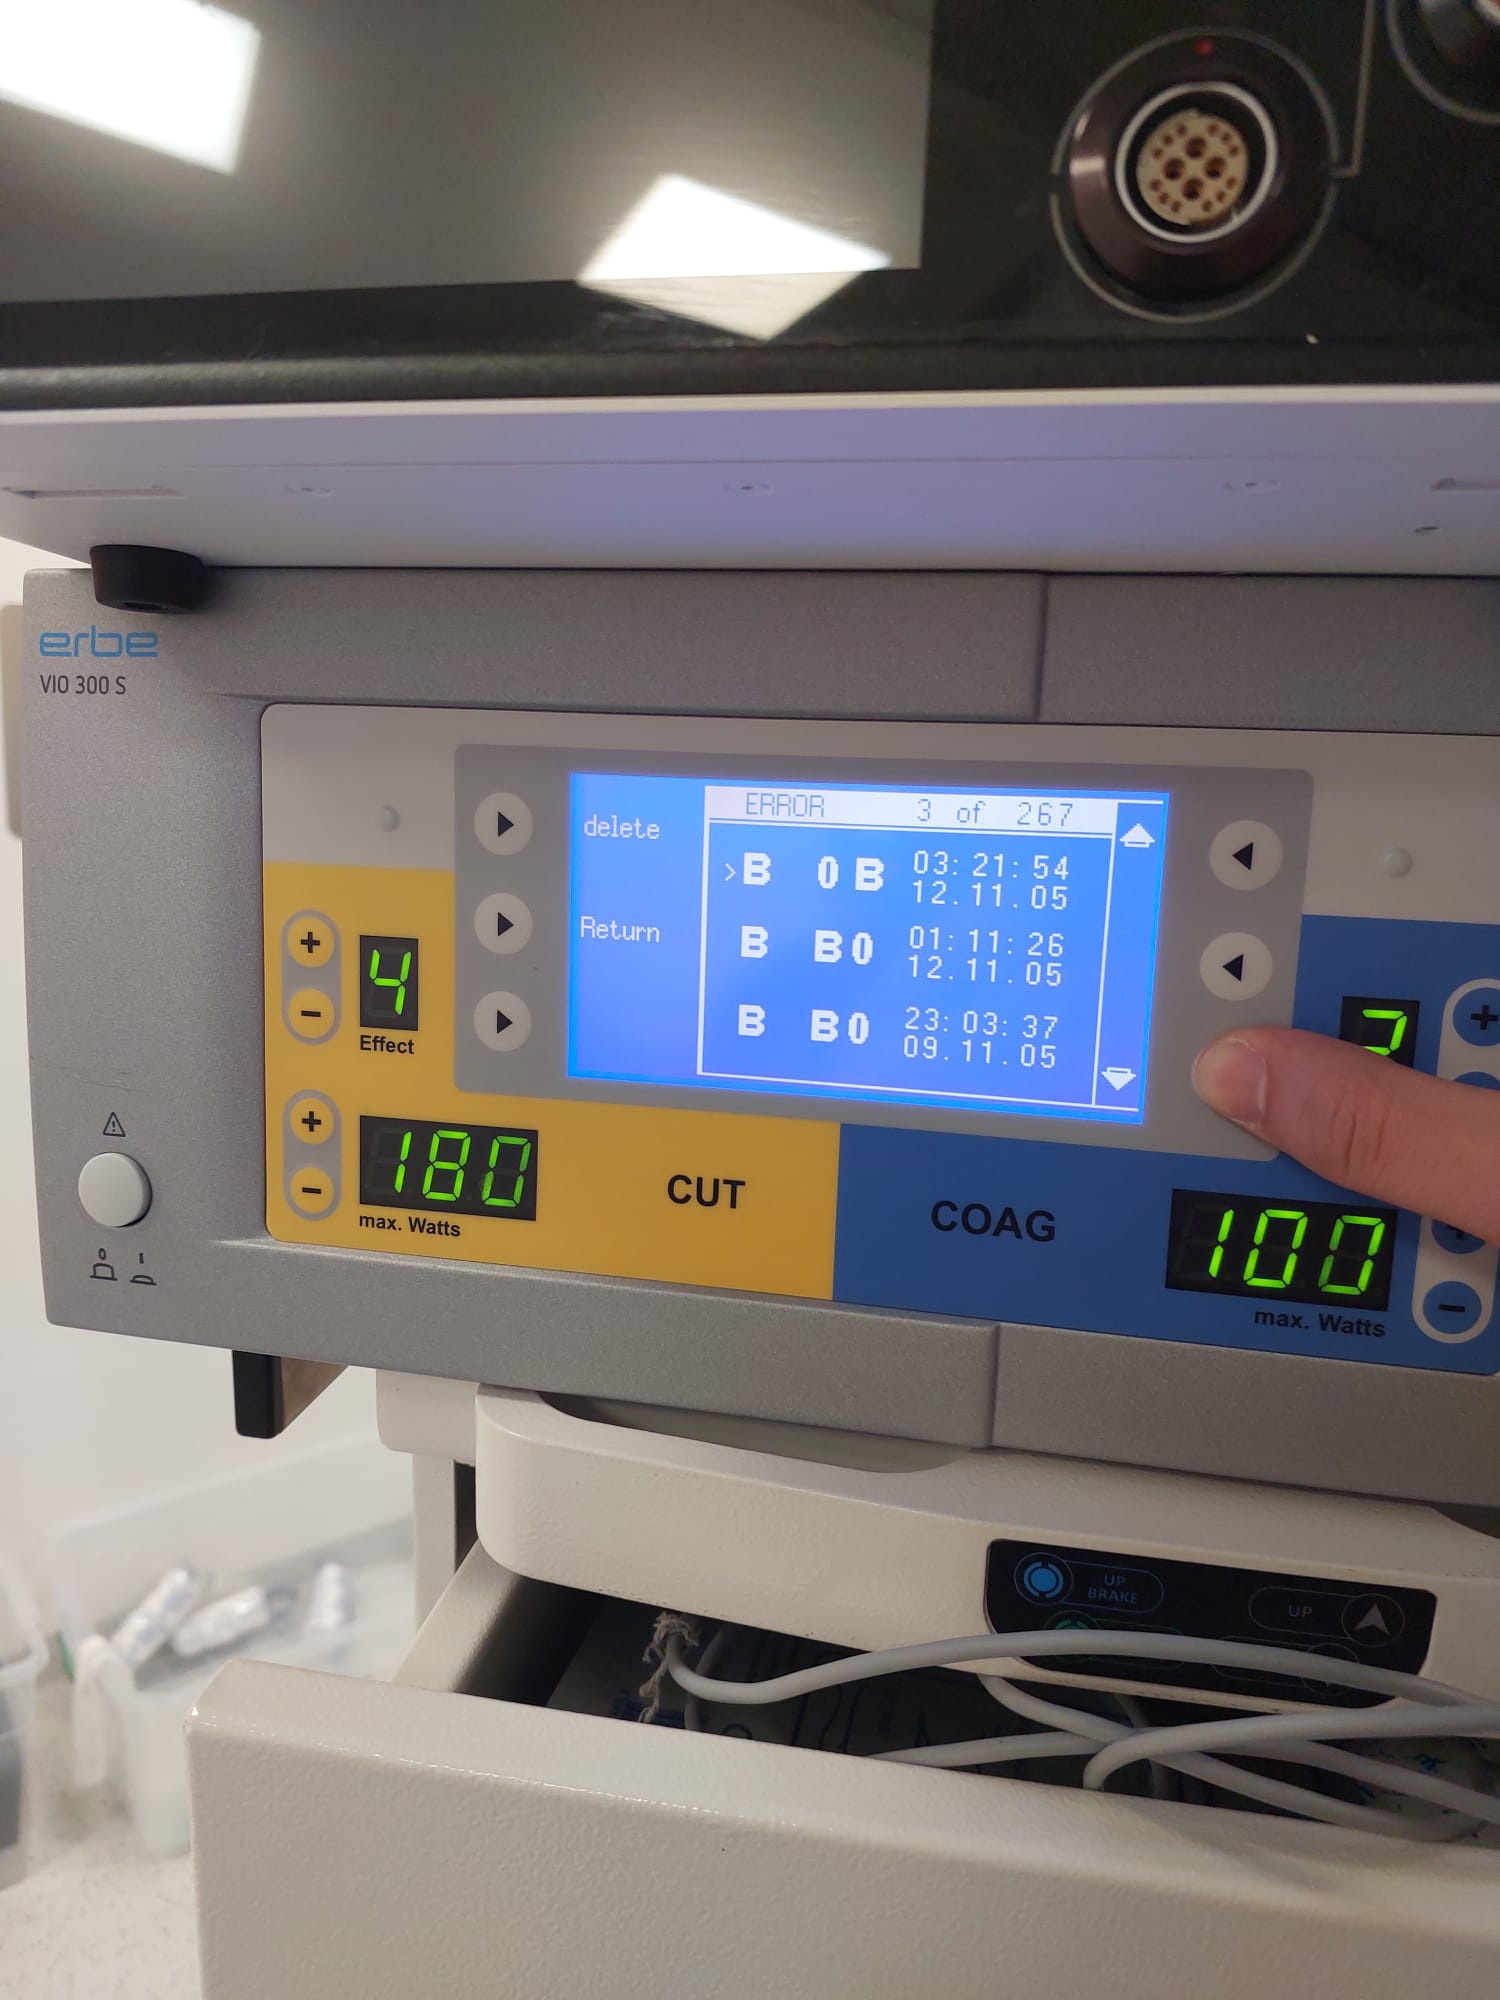 erbe
VIO 300 S
delete
Return
ERROR 3 of 267
>B 0B 03:21:54
12.11.05
B B0 01:11:26
12.11.05
B B0 23:03:37
09.11.05
+
4
-
Effect
+
180
-
max. Watts
CUT
COAG
+
100
-
max. Watts
UP
BRAKE
UP